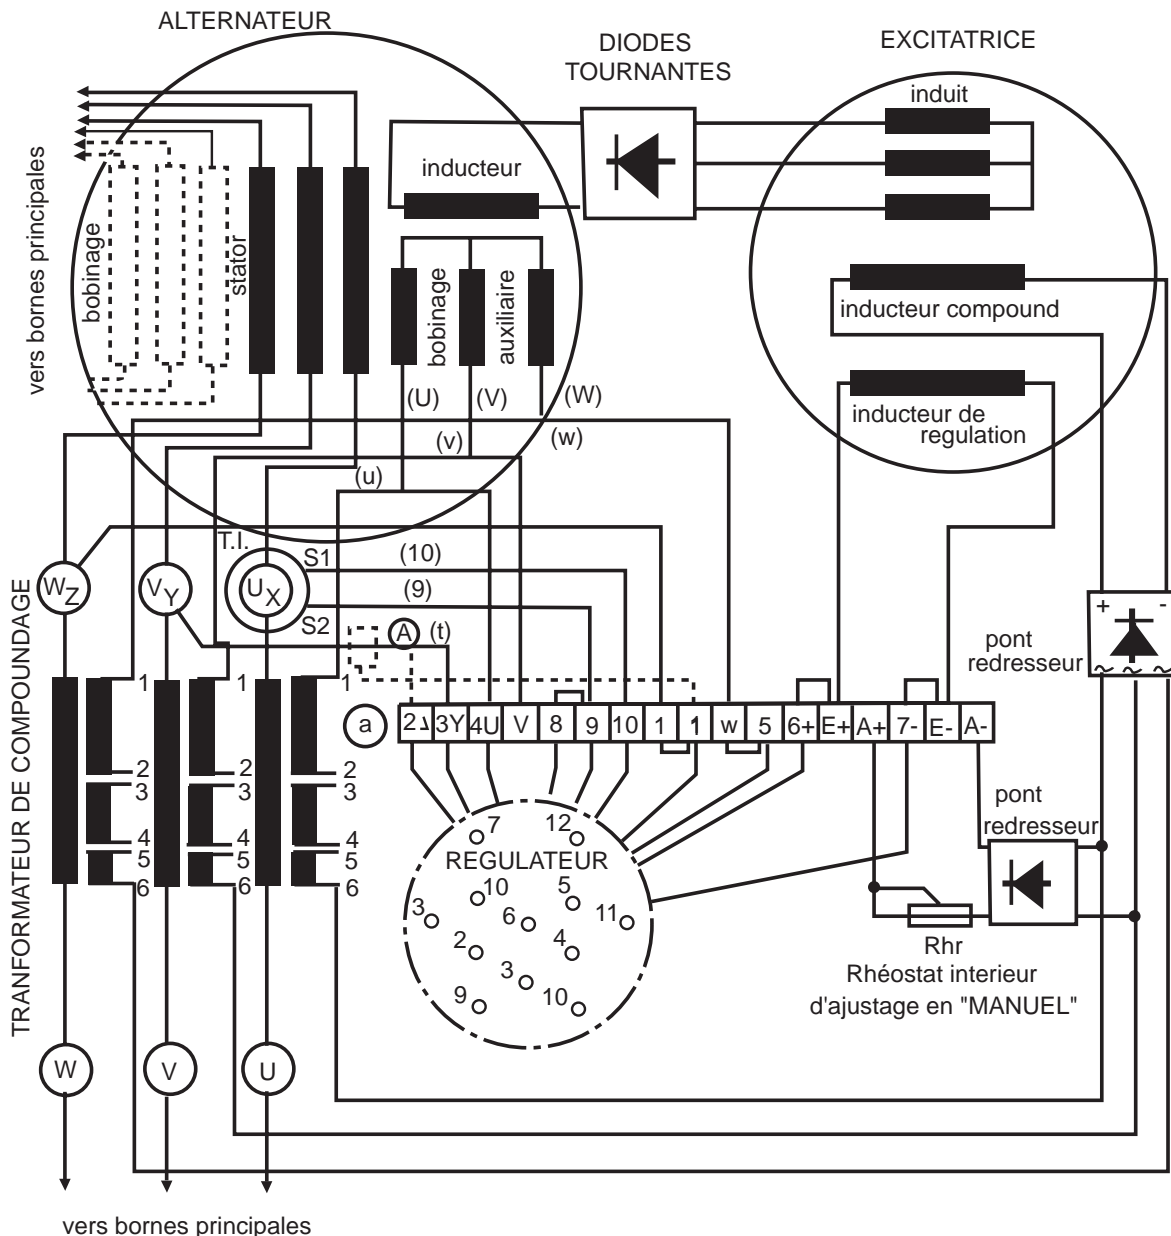 ALTERNATEUR
DIODES
TOURNANTES
EXCITATRICE
induit
inducteur
vers bornes principales
bobinage
stator
bobinage
auxiliaire
inducteur compound
inducteur de
regulation
(U)
(V)
(W)
(v)
(w)
(u)
T.I.
S1
(10)
(9)
S2
WZ
VY
UX
A
(t)
TRANFORMATEUR DE COMPOUNDAGE
+
-
pont
redresseur
1
2
3
4
5
6
1
2
3
4
5
6
1
2
3
4
5
6
a
2 3Y 4U V 8 9 10 1 1 w 5 6+ E+ A+ 7- E- A-
pont
redresseur
7
12
REGULATEUR
10
5
3
6
11
2
4
3
9
10
Rhr
Rhéostat interieur
d'ajustage en "MANUEL"
W
V
U
vers bornes principales